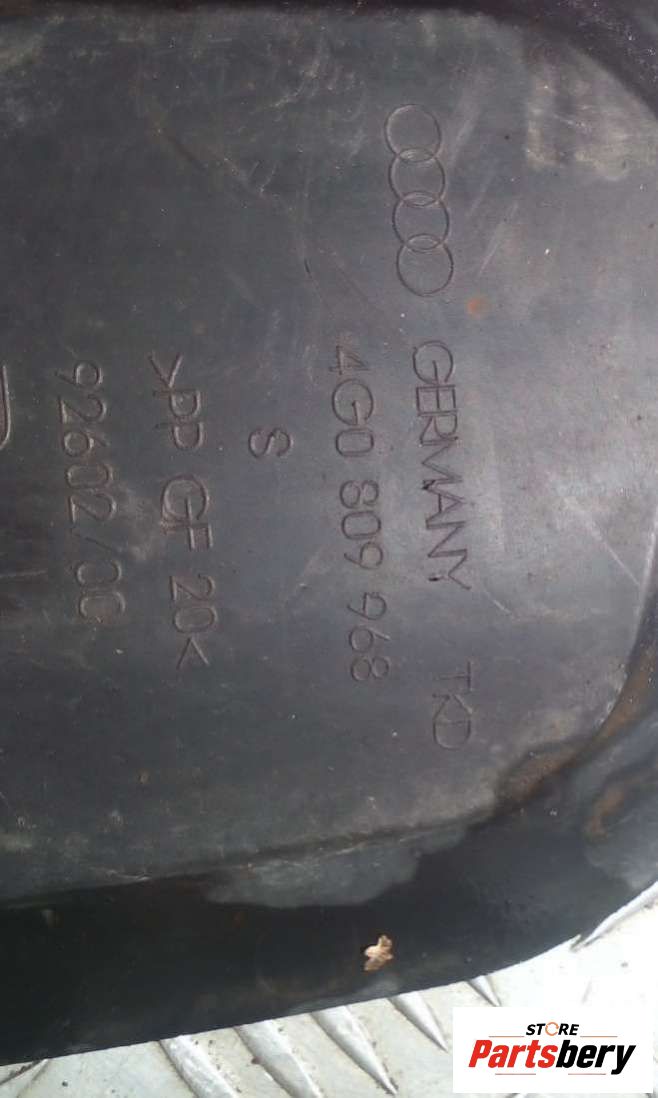 GERMANY TKD
4G0 809 968
S
>PP GF 20<
92602/00
STORE
Partsbery